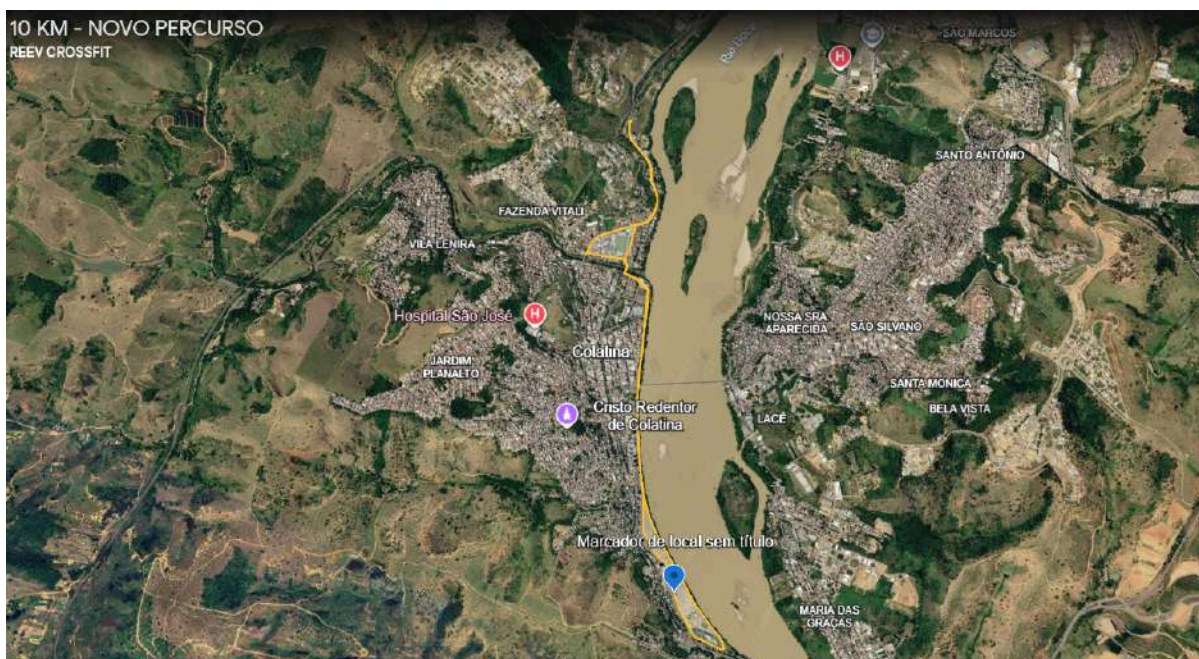 10 KM - NOVO PERCURSO
REEV CROSSFIT
Rio Doce
SÃO MARCOS
H
SANTO ANTÔNIO
FAZENDA VITALI
VILA LENIRA
Hospital São José
H
NOSSA SRA
APARECIDA
SÃO SILVANO
Colatina
JARDIM
PLANALTO
SANTA MONICA
BELA VISTA
Cristo Redentor
de Colatina
LACÊ
Marcador de local sem título
MARIA DAS
GRAÇAS